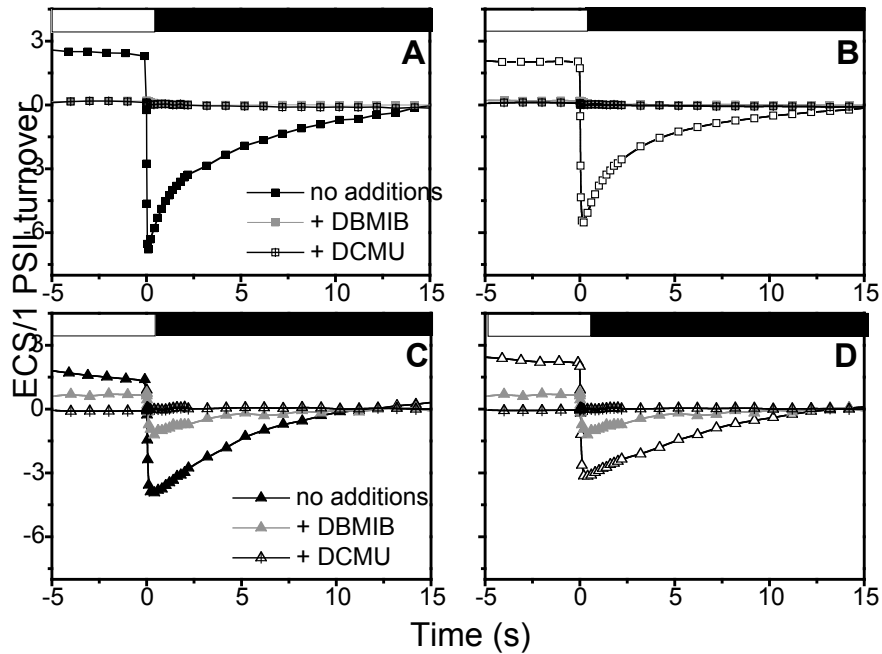 A
B
3
0
-3
-6
no additions
+ DBMIB
+ DCMU
-5 0 5 10 15
-5 0 5 10 15
ECS/1 PSII turnover
C
D
3
0
-3
-6
no additions
+ DBMIB
+ DCMU
-5 0 5 10 15
-5 0 5 10 15
Time (s)